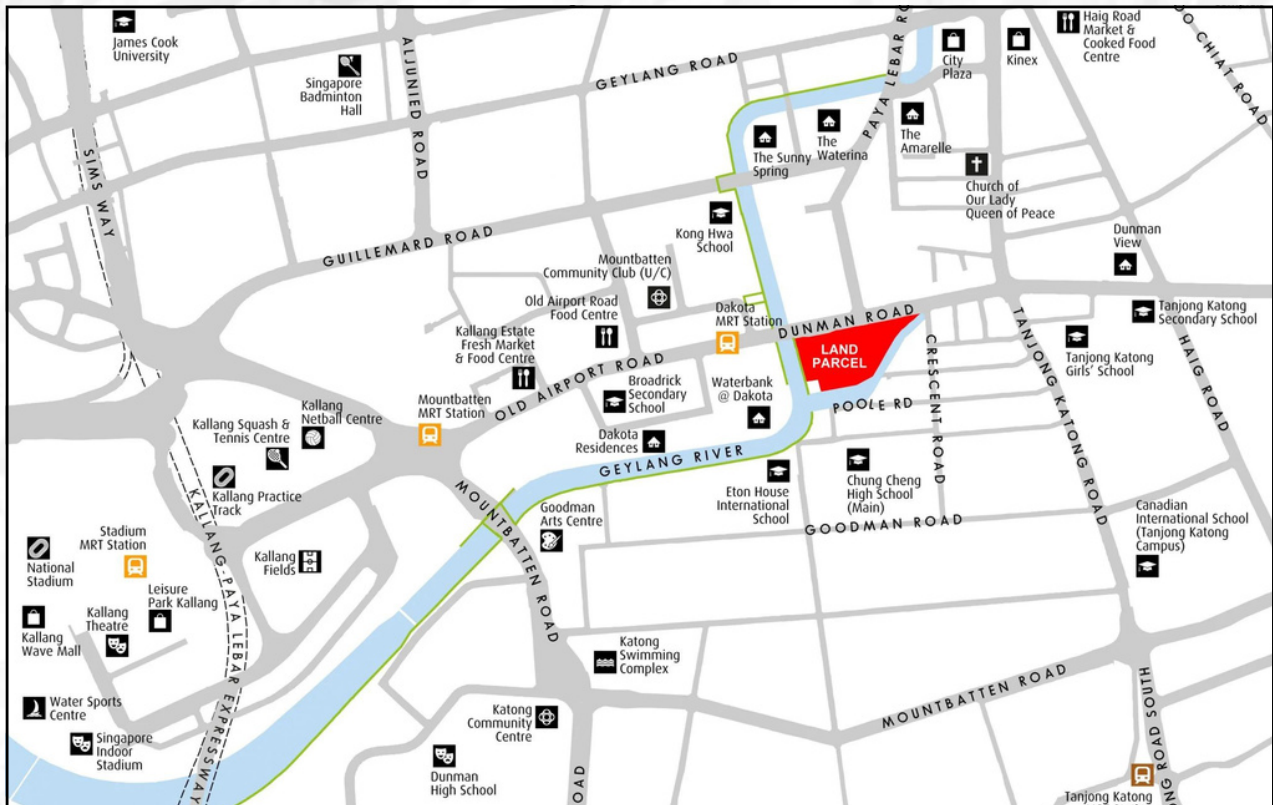 James Cook
University
ALJUNIED ROAD
Singapore
Badminton
Hall
GEYLANG ROAD
PAYA LEBAR RO
City
Plaza
Kinex
Haig Road
Market &
Cooked Food
Centre
OO CHIAT ROAD
SIMS WAY
The Sunny
Spring
The
Waterina
The
Amarelle
Church of
Our Lady
Queen of Peace
GUILLEMARD ROAD
Kong Hwa
School
Mountbatten
Community Club (U/C)
Old Airport Road
Food Centre
Kallang Estate
Fresh Market
& Food Centre
Dakota
MRT Station
DUNMAN ROAD
LAND
PARCEL
Dunman
View
Tanjong Katong
Secondary School
Tanjong Katong
Girls' School
HAIG ROAD
TANJONG KATONG ROAD
CRESCENT ROAD
OLD AIRPORT ROAD
Broadrick
Secondary
School
Waterbank
@ Dakota
POOLE RD
Mountbatten
MRT Station
Kallang
Netball Centre
Kallang Squash &
Tennis Centre
Kallang Practice
Track
Dakota
Residences
GEYLANG RIVER
Eton House
International
School
Chung Cheng
High School
(Main)
GOODMAN ROAD
KALLANG-PAYA LEBAR EXPRESSWAY
MOUNTBATTEN ROAD
Goodman
Arts Centre
Canadian
International School
(Tanjong Katong
Campus)
Stadium
MRT Station
National
Stadium
Kallang
Fields
Leisure
Park Kallang
Kallang
Theatre
Kallang
Wave Mall
Katong
Swimming
Complex
MOUNTBATTEN ROAD
Water Sports
Centre
Singapore
Indoor
Stadium
Katong
Community
Centre
Dunman
High School
ROAD
NG ROAD SOUTH
Tanjong Katong